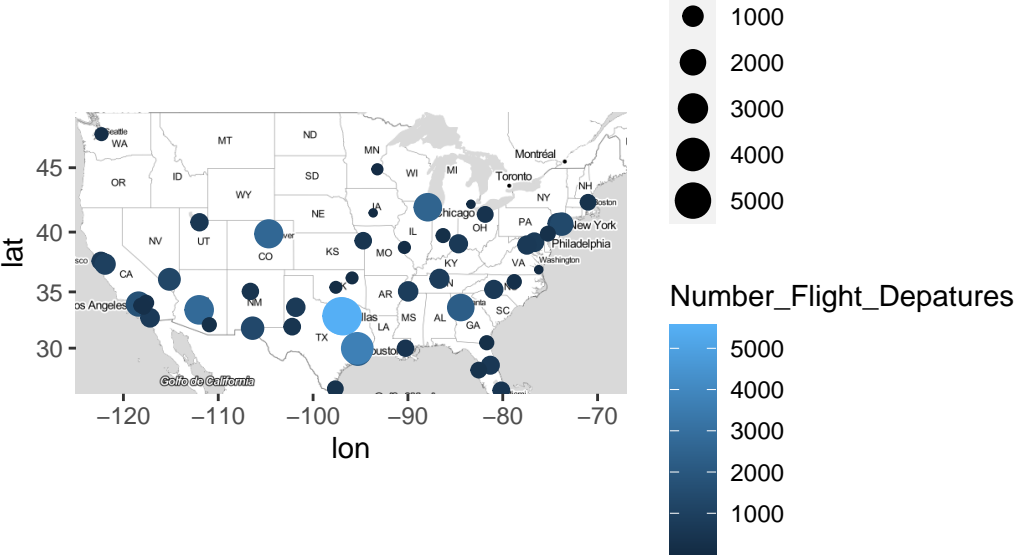 lat
45
40
35
30
Seattle
WA
MT
ND
MN
Montréal
OR
ID
SD
WI
MI
Toronto
NH
WY
IA
NY
NE
Chicago
PA
New York
NV
UT
CO
KS
MO
IL
OH
Philadelphia
CA
KY
VA
Washington
os Angeles
NM
AR
SC
TX
LA
MS
AL
GA
Golfo de California
−120
−110
−100
−90
−80
−70
lon
1000
2000
3000
4000
5000
Number_Flight_Depatures
5000
4000
3000
2000
1000